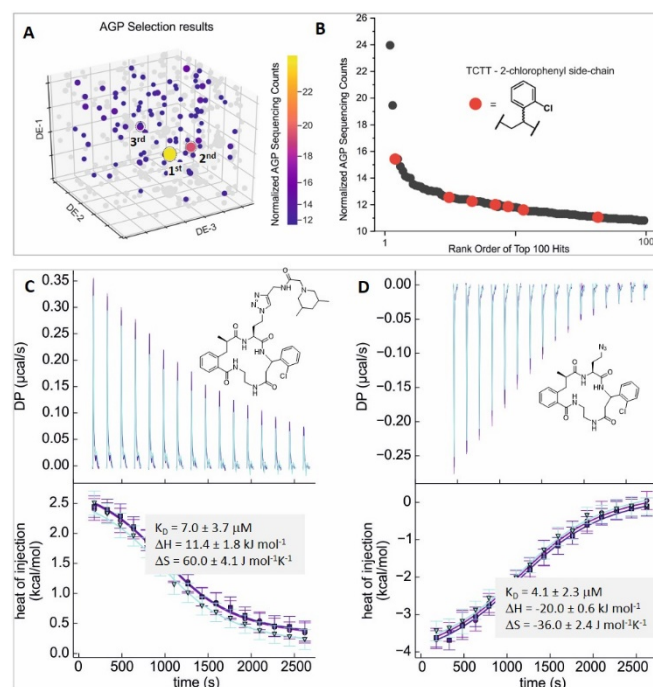 A
AGP Selection results
DE-1
DE-2
DE-3
1st
2nd
3rd
Normalized AGP Sequencing Counts
24
22
20
18
16
14
12
B
Normalized AGP Sequencing Counts
26
24
22
20
18
16
14
12
10
TCTT - 2-chlorophenyl side-chain
=
Cl
1
100
Rank Order of Top 100 Hits
C
DP (μcal/s)
0.35
0.30
0.25
0.20
0.15
0.10
0.05
0.00
O
N
H
N
N=N
N
O
N
H
O
HN
Cl
O
NH
HN
O
heat of injection
(kcal/mol)
2.5
2.0
1.5
1.0
0.5
0.0
KD = 7.0 ± 3.7 μM
ΔH = 11.4 ± 1.8 kJ mol-1
ΔS = 60.0 ± 4.1 J mol-1K-1
0 500 1000 1500 2000 2500
time (s)
D
DP (μcal/s)
0.00
−0.05
−0.10
−0.15
−0.20
−0.25
N3
O
N
H
O
HN
Cl
O
NH
HN
O
heat of injection
(kcal/mol)
0
−1
−2
−3
−4
KD = 4.1 ± 2.3 μM
ΔH = -20.0 ± 0.6 kJ mol-1
ΔS = -36.0 ± 2.4 J mol-1K-1
0 500 1000 1500 2000 2500
time (s)